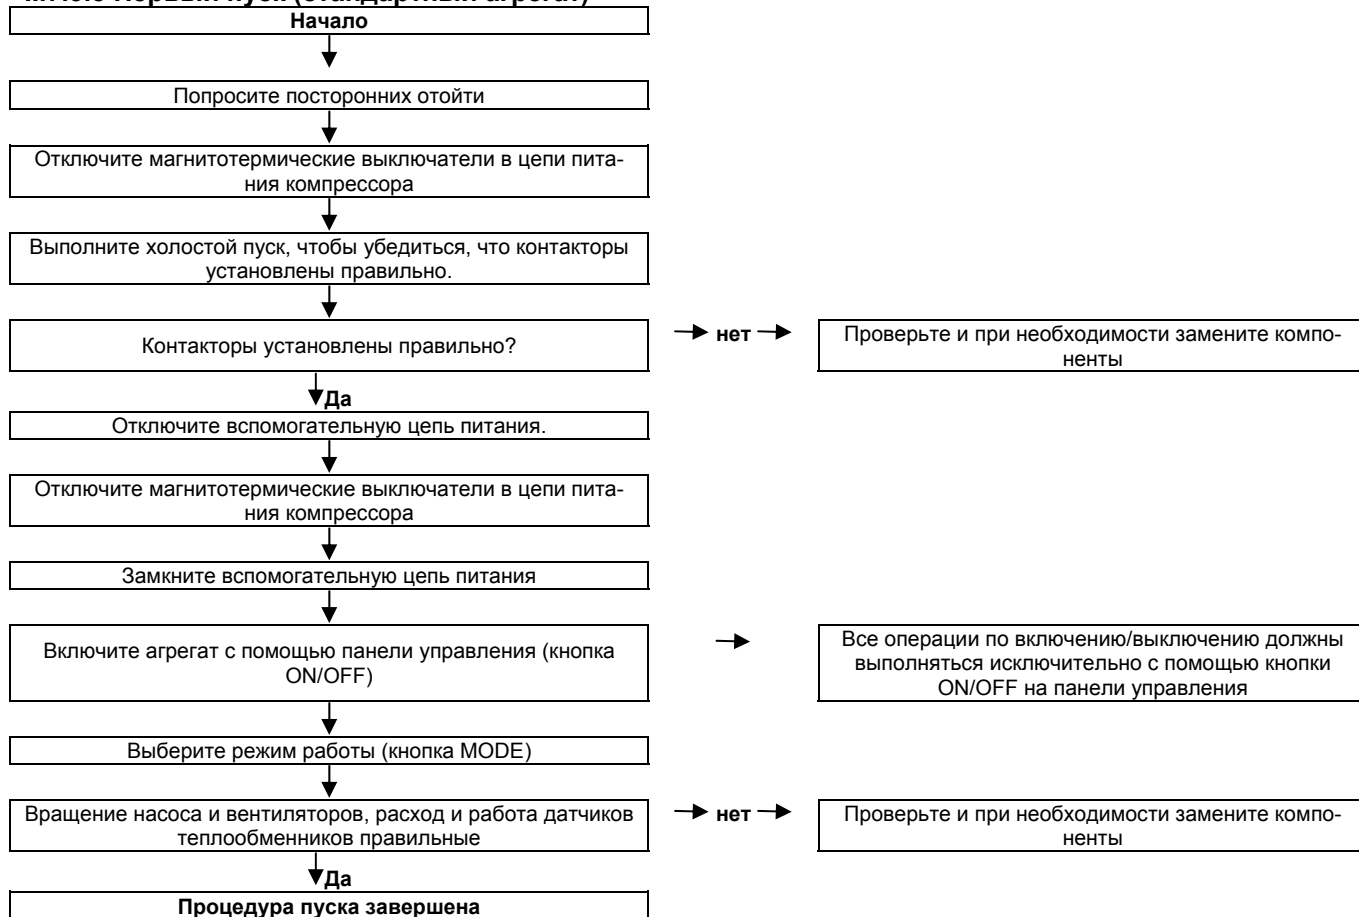 Первый пуск (стандартный агрегат)
Начало
Попросите посторонних отойти
Отключите магнитотермические выключатели в цепи пита-
ния компрессора
Выполните холостой пуск, чтобы убедиться, что контакторы
установлены правильно.
Контакторы установлены правильно?
нет
Проверьте и при необходимости замените компо-
ненты
Да
Отключите вспомогательную цепь питания.
Отключите магнитотермические выключатели в цепи пита-
ния компрессора
Замкните вспомогательную цепь питания
Включите агрегат с помощью панели управления (кнопка
ON/OFF)
Все операции по включению/выключению должны
выполняться исключительно с помощью кнопки
ON/OFF на панели управления
Выберите режим работы (кнопка MODE)
Вращение насоса и вентиляторов, расход и работа датчиков
теплообменников правильные
нет
Проверьте и при необходимости замените компо-
ненты
Да
Процедура пуска завершена